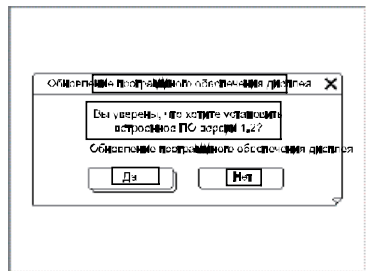 Обновление программного обеспечения дисплея
Вы уверены, что хотите установить
встроенное ПО версии 1.2?
Обновление программного обеспечения дисплея
Да
Нет